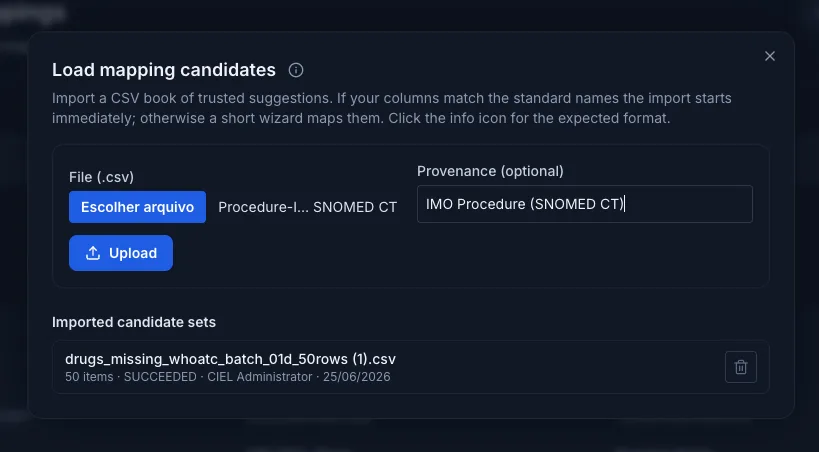 Load mapping candidates
Import a CSV book of trusted suggestions. If your columns match the standard names the import starts
immediately; otherwise a short wizard maps them. Click the info icon for the expected format.
File (.csv)
Provenance (optional)
Escolher arquivo
Procedure-I... SNOMED CT
IMO Procedure (SNOMED CT)
Upload
Imported candidate sets
drugs_missing_whoatc_batch_01d_50rows (1).csv
50 items · SUCCEEDED · CIEL Administrator · 25/06/2026